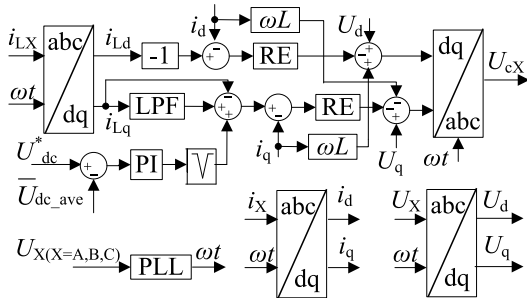 i_d ωL U_d
i_LX abc i_Ld -1 RE dq U_cX
ωt dq i_Lq LPF RE abc
U*_dc PI i_q ωL U_q ωt
U̅_dc_ave
i_X abc i_d U_X abc U_d
U_X(X=A,B,C) PLL ωt ωt dq i_q ωt dq U_q